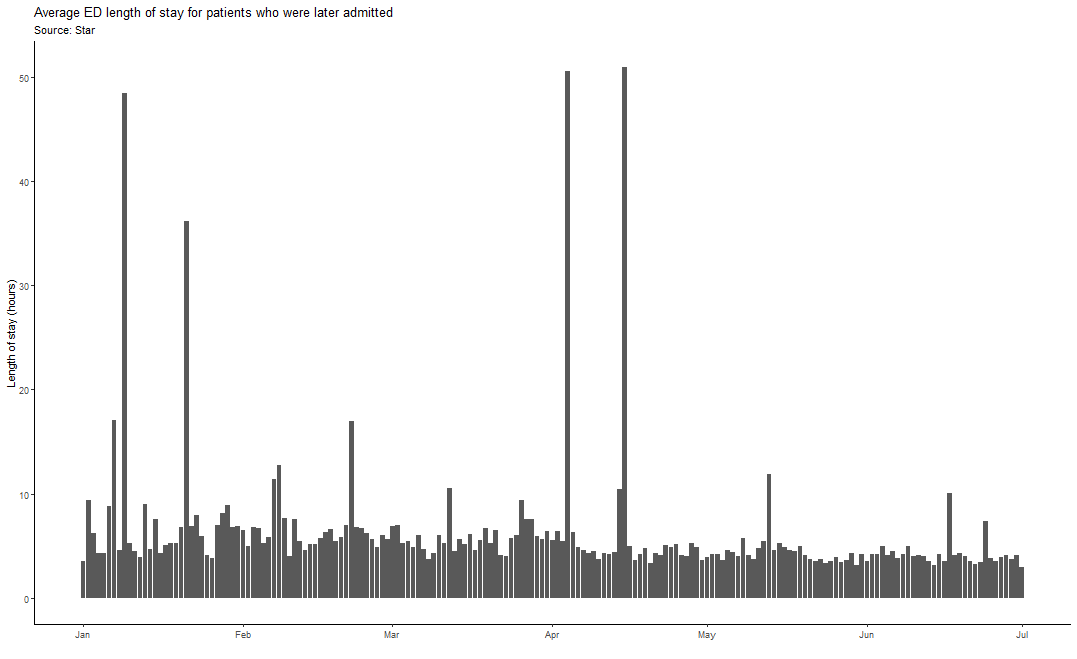 Average ED length of stay for patients who were later admitted
Source: Star
Length of stay (hours)
50
40
30
20
10
0
Jan
Feb
Mar
Apr
May
Jun
Jul